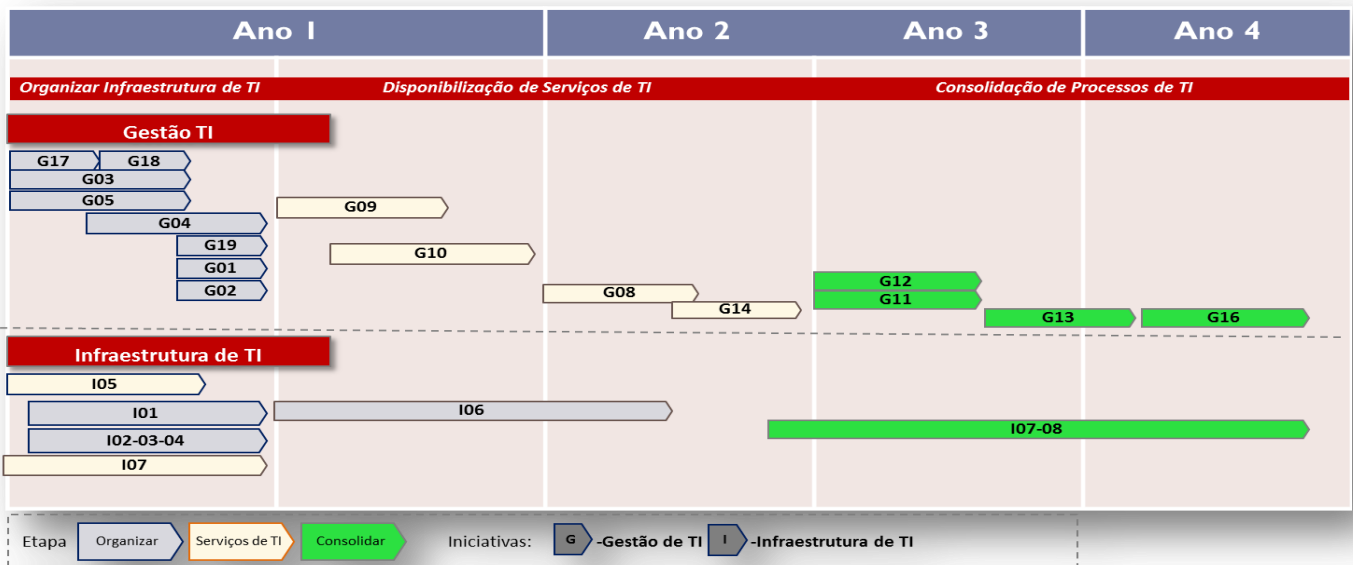 Ano 1 Ano 2 Ano 3 Ano 4
Organizar Infraestrutura de TI Disponibilização de Serviços de TI Consolidação de Processos de TI
Gestão TI
G17 G18
G03
G05
G09
G04
G19
G10
G01
G12
G02
G08
G11
G14
G13 G16
Infraestrutura de TI
I05
I01
I06
I07-08
I02-03-04
I07
Etapa Organizar Serviços de TI Consolidar Iniciativas: G -Gestão de TI I -Infraestrutura de TI